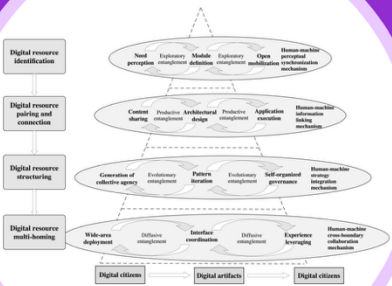 Digital resource
identification
Need
perception
Exploratory
entanglement
Module
definition
Exploratory
entanglement
Open
mobilization
Human-machine
perceptual
synchronization
mechanism
Digital resource
pairing and
connection
Content
sharing
Productive
entanglement
Architectural
design
Productive
entanglement
Application
execution
Human-machine
information
linking
mechanism
Digital resource
structuring
Generation of
collective agency
Evolutionary
entanglement
Pattern
iteration
Evolutionary
entanglement
Self-organized
governance
Human-machine
strategy
integration
mechanism
Digital resource
multi-homing
Wide-area
deployment
Diffusive
entanglement
Interface
coordination
Diffusive
entanglement
Experience
leveraging
Human-machine
cross-boundary
collaboration
mechanism
Digital citizens
Digital artifacts
Digital citizens